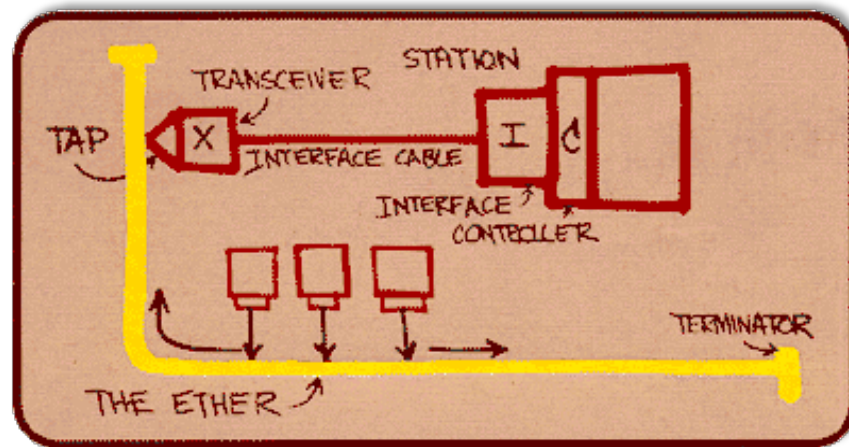 STATION
TRANSCEIVER
TAP
X
I
C
INTERFACE CABLE
INTERFACE
CONTROLLER
TERMINATOR
THE ETHER